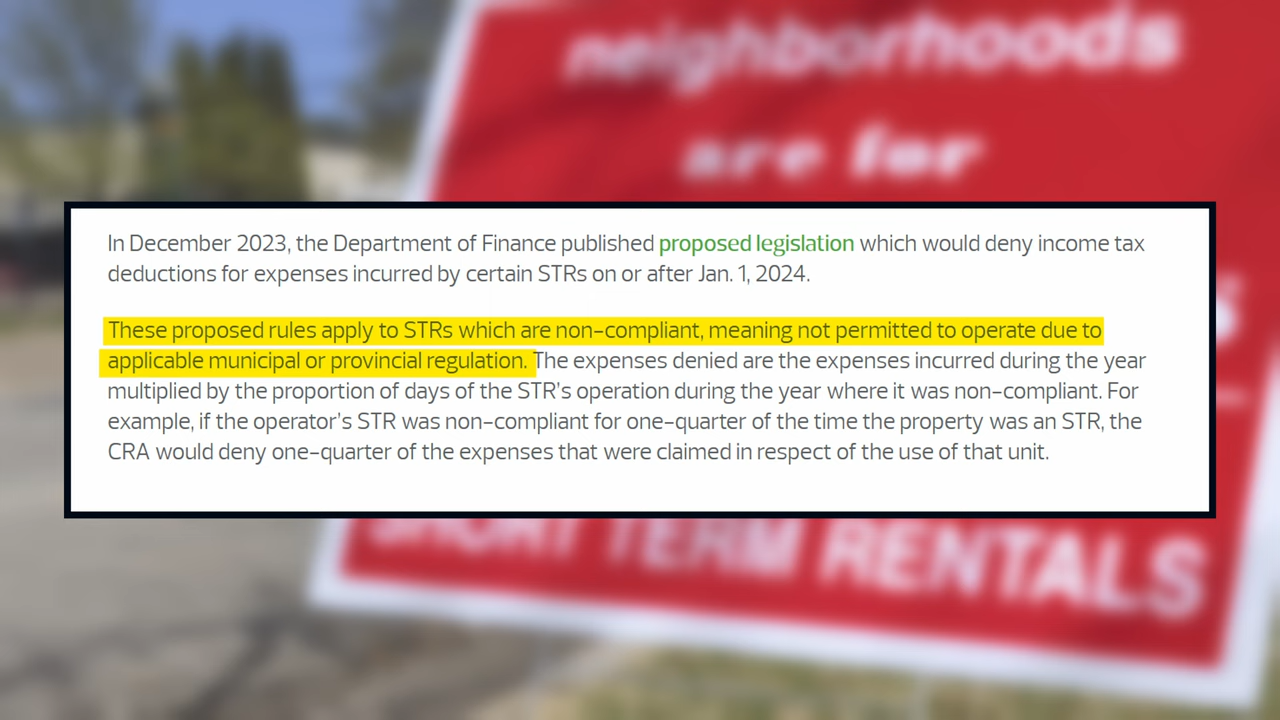 neighborhoods
are for
In December 2023, the Department of Finance published proposed legislation which would deny income tax
deductions for expenses incurred by certain STRs on or after Jan. 1, 2024.
These proposed rules apply to STRs which are non-compliant, meaning not permitted to operate due to
applicable municipal or provincial regulation. The expenses denied are the expenses incurred during the year
multiplied by the proportion of days of the STR's operation during the year where it was non-compliant. For
example, if the operator's STR was non-compliant for one-quarter of the time the property was an STR, the
CRA would deny one-quarter of the expenses that were claimed in respect of the use of that unit.
SHORT TERM RENTALS